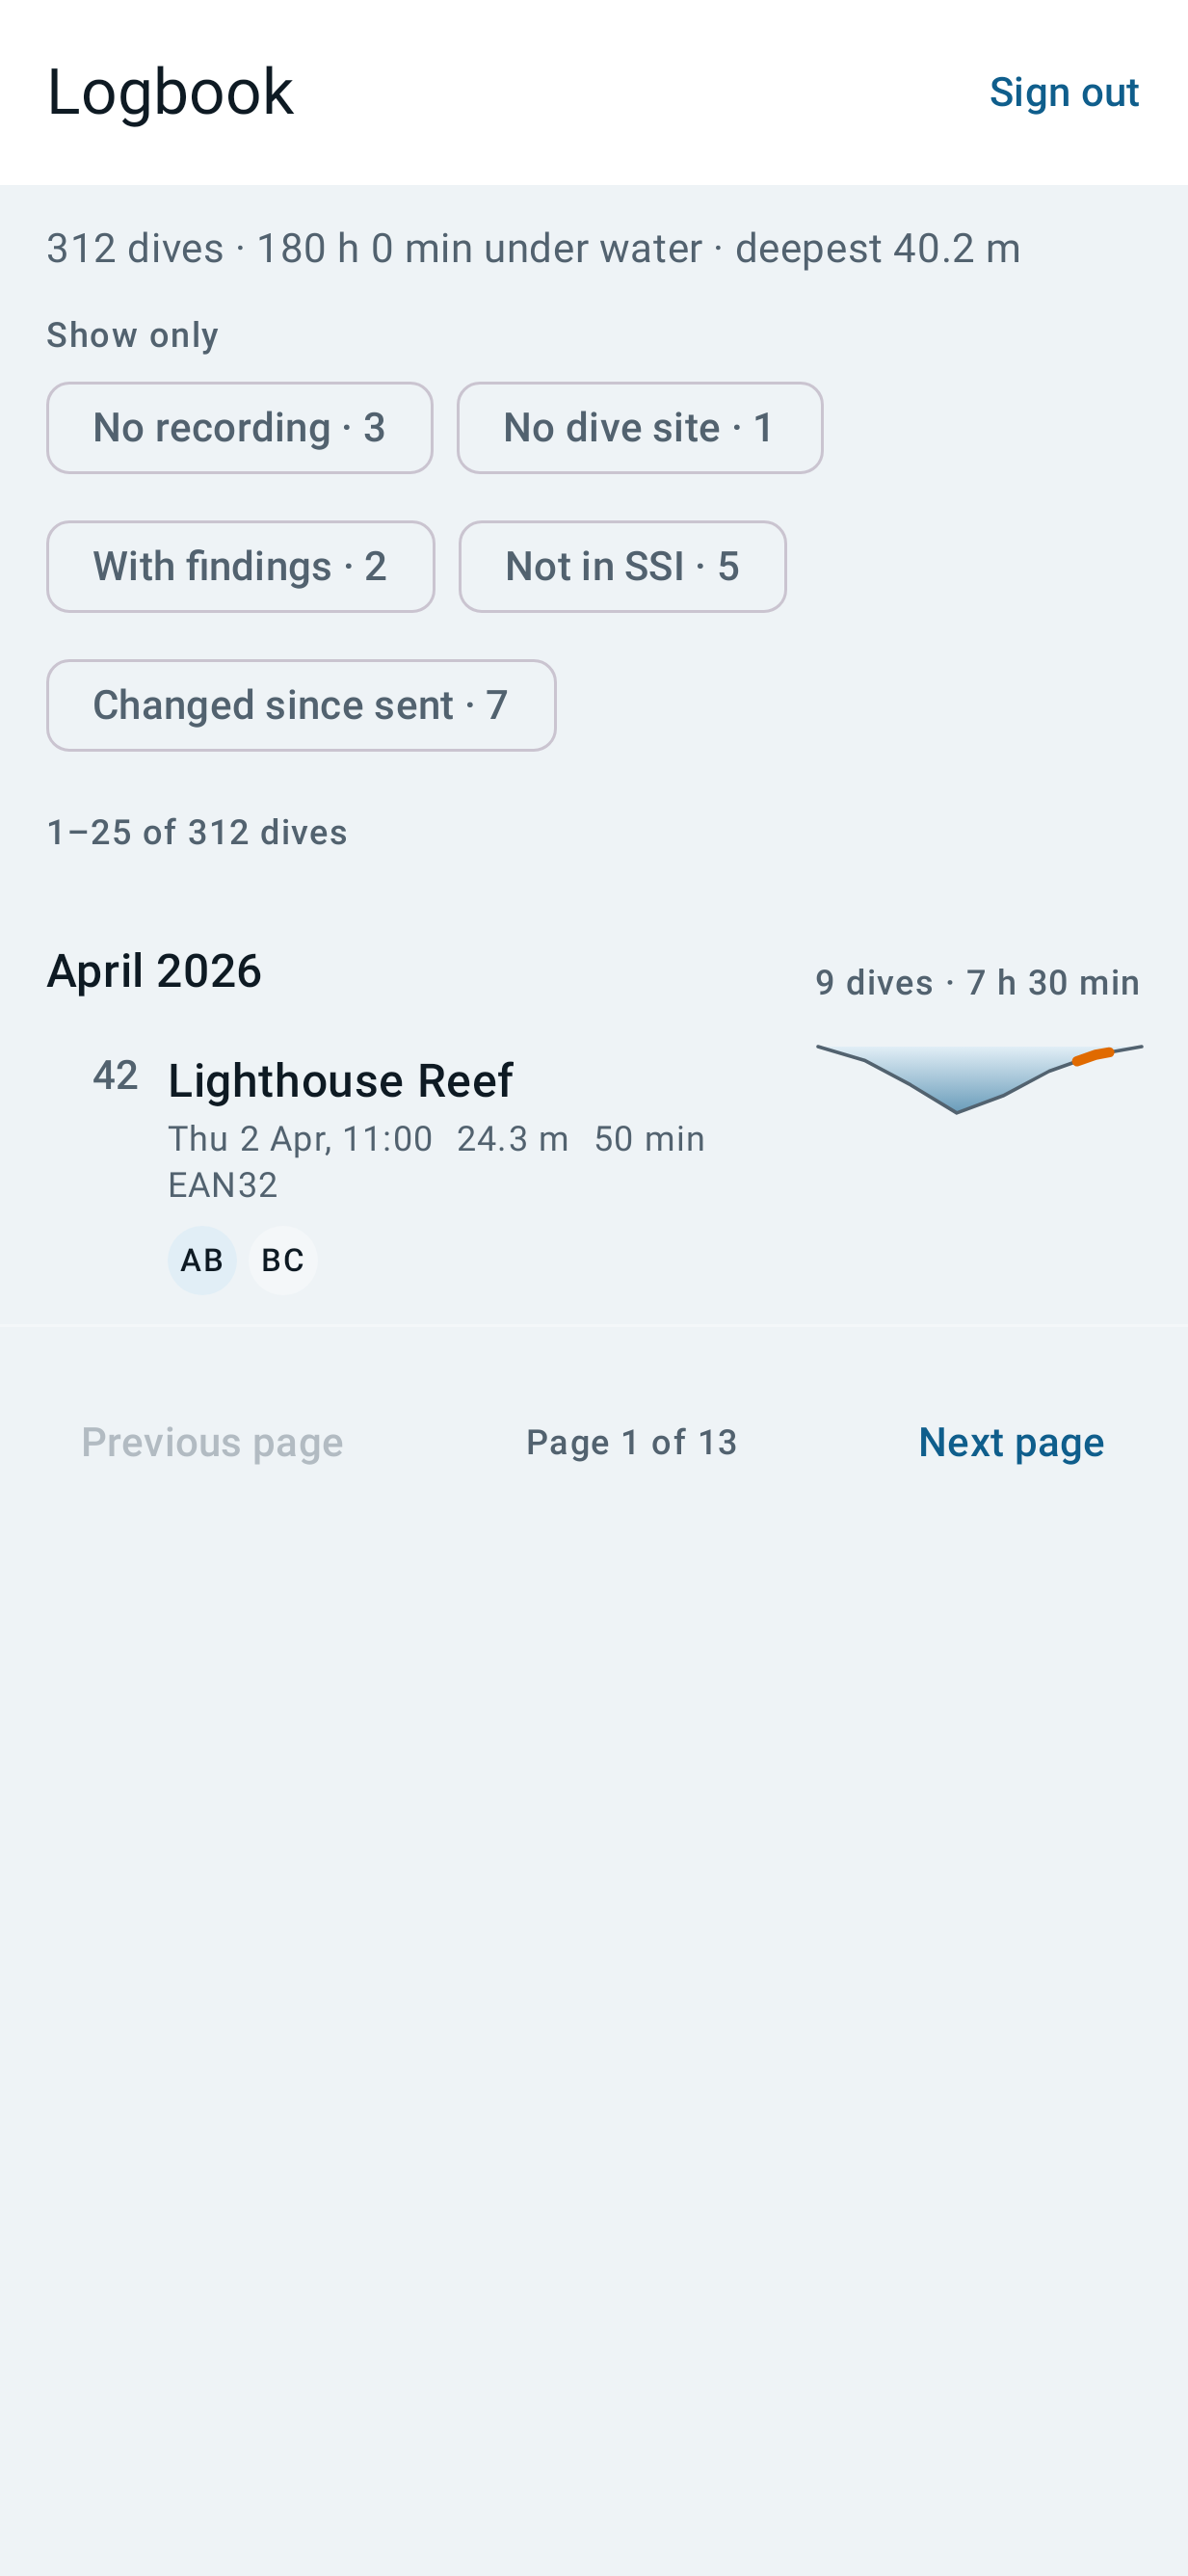 Logbook
Sign out
312 dives · 180 h 0 min under water · deepest 40.2 m
Show only
No recording · 3
No dive site · 1
With findings · 2
Not in SSI · 5
Changed since sent · 7
1–25 of 312 dives
April 2026
9 dives · 7 h 30 min
42
Lighthouse Reef
Thu 2 Apr, 11:00 24.3 m 50 min
EAN32
AB BC
Previous page
Page 1 of 13
Next page